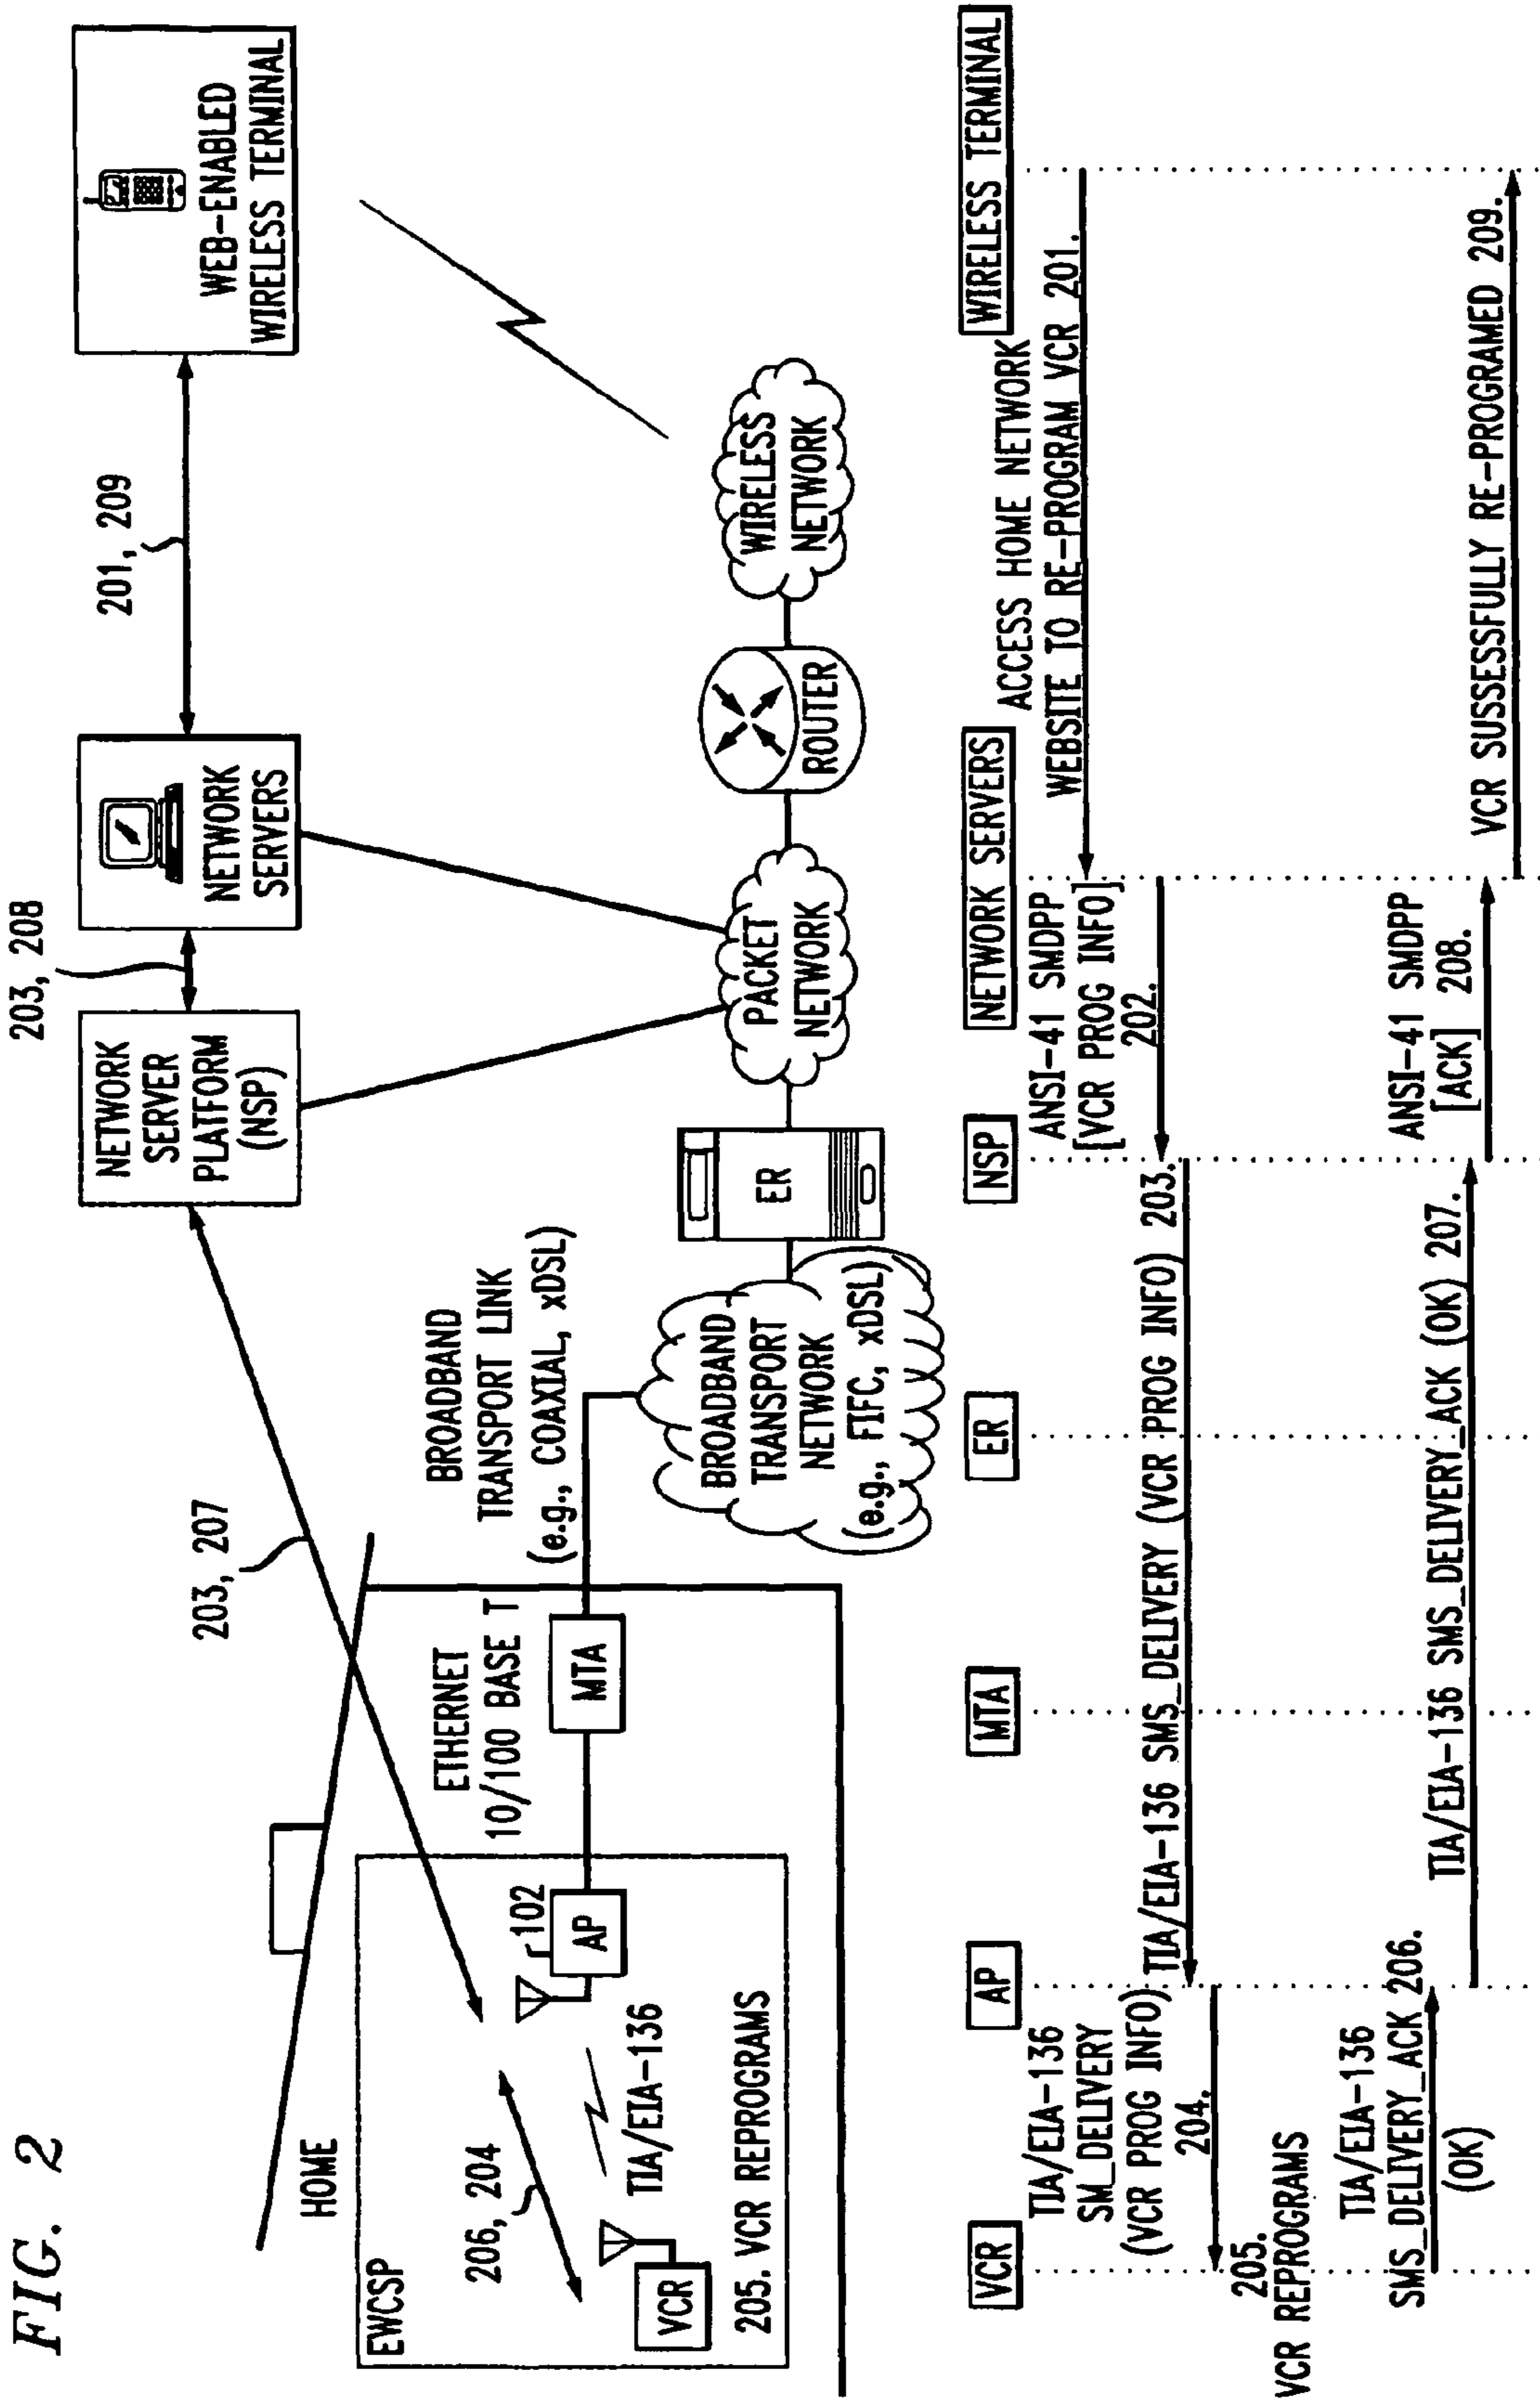 FIG. 2
203, 208
201, 209
203, 207
NETWORK
SERVER
PLATFORM
(NSP)
NETWORK
SERVERS
WEB-ENABLED
WIRELESS TERMINAL
HOME
EWCSP
206, 204
VCR
TIA/EIA-136
102
AP
205. VCR REPROGRAMS
ETHERNET
10/100 BASE T
MTA
BROADBAND
TRANSPORT LINK
(e.g., COAXIAL, xDSL)
BROADBAND
TRANSPORT
NETWORK
(e.g., FIFC, xDSL)
ER
PACKET
NETWORK
ROUTER
WIRELESS
NETWORK
VCR
AP
MTA
ER
NSP
NETWORK SERVERS
WIRELESS TERMINAL
ACCESS HOME NETWORK
WEBSITE TO RE-PROGRAM VCR 201.
ANSI-41 SMDPP
[VCR PROG INFO]
202.
TIA/EIA-136 SMS_DELIVERY (VCR PROG INFO) 203.
TIA/EIA-136
SM_DELIVERY
(VCR PROG INFO)
204.
205.
VCR REPROGRAMS
TIA/EIA-136
SMS_DELIVERY_ACK 206.
(OK)
TIA/EIA-136 SMS_DELIVERY_ACK (OK) 207.
ANSI-41 SMDPP
[ACK] 208.
VCR SUSSESSFULLY RE-PROGRAMED 209.